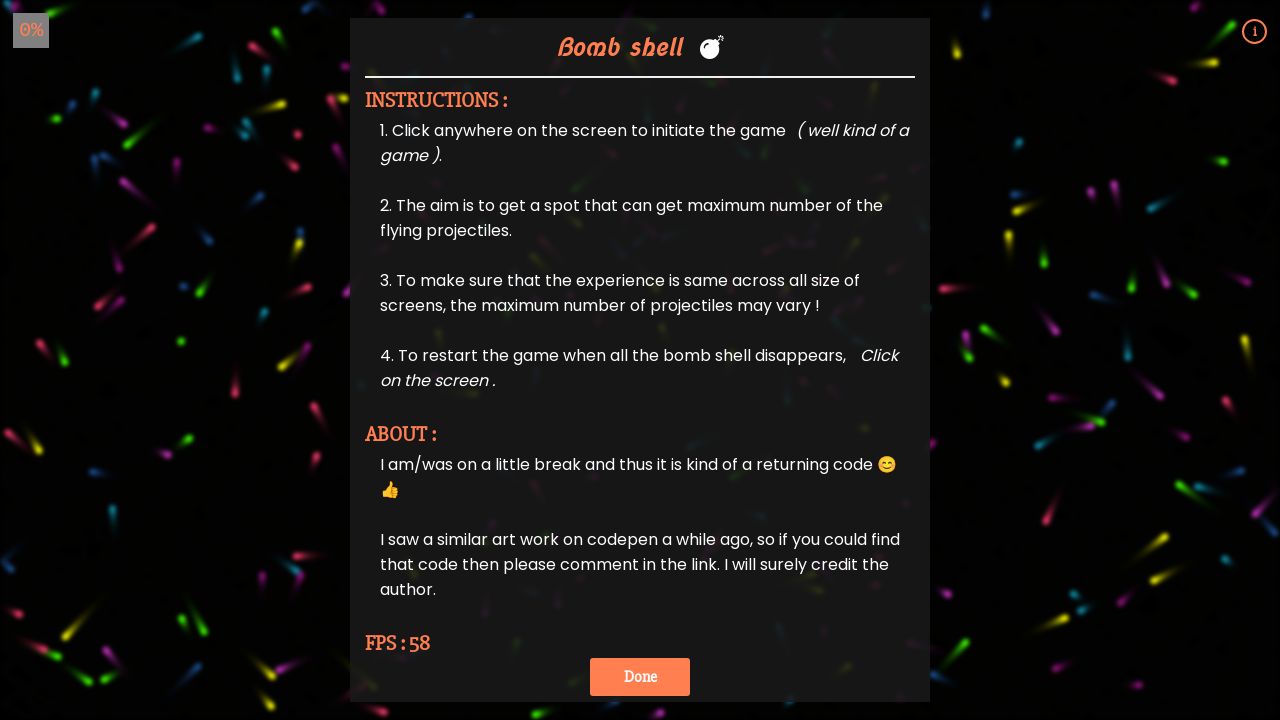 0%
Bomb shell 💣
i
INSTRUCTIONS :
1. Click anywhere on the screen to initiate the game ( well kind of a
game ).
2. The aim is to get a spot that can get maximum number of the
flying projectiles.
3. To make sure that the experience is same across all size of
screens, the maximum number of projectiles may vary !
4. To restart the game when all the bomb shell disappears, Click
on the screen .
ABOUT :
I am/was on a little break and thus it is kind of a returning code 😊
👍
I saw a similar art work on codepen a while ago, so if you could find
that code then please comment in the link. I will surely credit the
author.
FPS : 58
Done